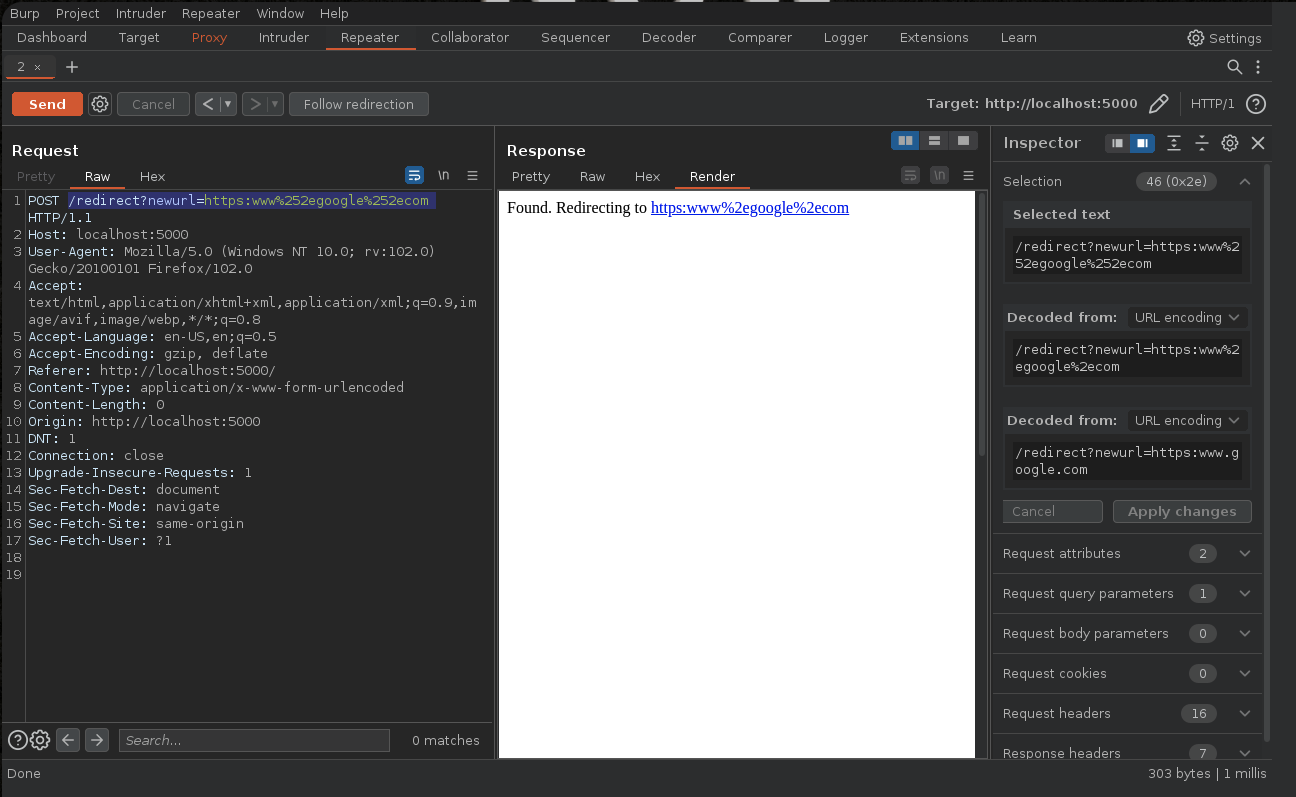 Burp Project Intruder Repeater Window Help
Dashboard Target Proxy Intruder Repeater Collaborator Sequencer Decoder Comparer Logger Extensions Learn Settings
2 × +
Send Cancel < > Follow redirection Target: http://localhost:5000 HTTP/1 ?
Request
Pretty Raw Hex \n
1 POST /redirect?newurl=https:www%252egoogle%252ecom
HTTP/1.1
2 Host: localhost:5000
3 User-Agent: Mozilla/5.0 (Windows NT 10.0; rv:102.0)
Gecko/20100101 Firefox/102.0
4 Accept:
text/html,application/xhtml+xml,application/xml;q=0.9,im
age/avif,image/webp,*/*;q=0.8
5 Accept-Language: en-US,en;q=0.5
6 Accept-Encoding: gzip, deflate
7 Referer: http://localhost:5000/
8 Content-Type: application/x-www-form-urlencoded
9 Content-Length: 0
10 Origin: http://localhost:5000
11 DNT: 1
12 Connection: close
13 Upgrade-Insecure-Requests: 1
14 Sec-Fetch-Dest: document
15 Sec-Fetch-Mode: navigate
16 Sec-Fetch-Site: same-origin
17 Sec-Fetch-User: ?1
18
19
Search... 0 matches
Response
Pretty Raw Hex Render \n
Found. Redirecting to https:www%2egoogle%2ecom
Inspector
Selection 46 (0x2e)
Selected text
/redirect?newurl=https:www%2
52egoogle%252ecom
Decoded from: URL encoding
/redirect?newurl=https:www%2
egoogle%2ecom
Decoded from: URL encoding
/redirect?newurl=https:www.g
oogle.com
Cancel Apply changes
Request attributes 2
Request query parameters 1
Request body parameters 0
Request cookies 0
Request headers 16
Response headers 7
Done 303 bytes | 1 millis